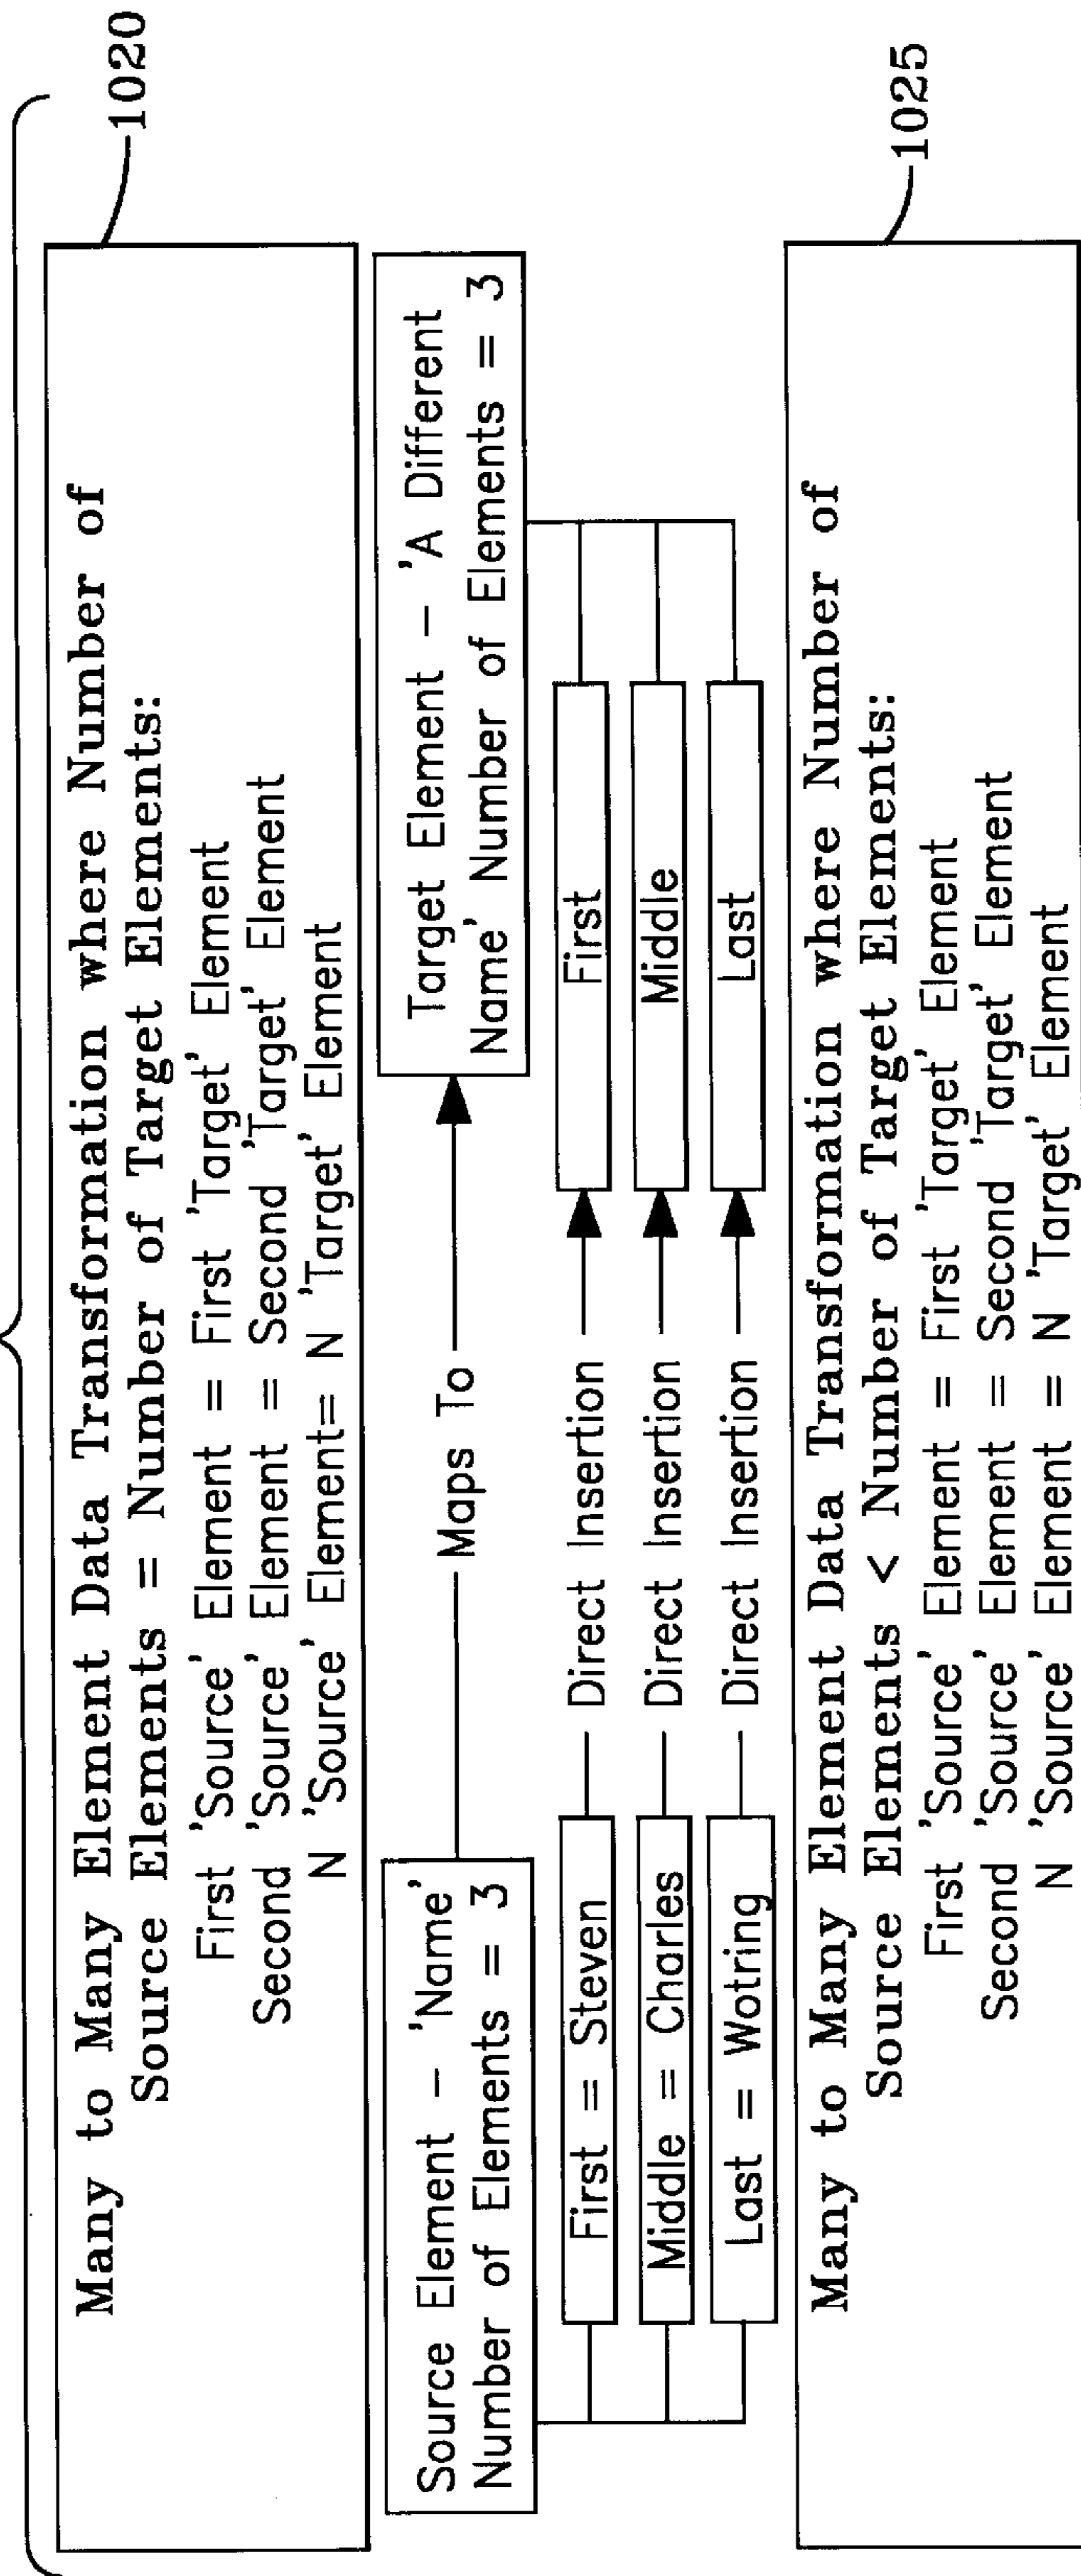 1020
Many to Many Element Data Transformation where Number of
Source Elements = Number of Target Elements:
First 'Source' Element = First 'Target' Element
Second 'Source' Element = Second 'Target' Element
N 'Source' Element= N 'Target' Element
Source Element – 'Name'
Number of Elements = 3
Maps To
Target Element – 'A Different
Name' Number of Elements = 3
First = Steven
Direct Insertion
First
Middle = Charles
Direct Insertion
Middle
Last = Wotring
Direct Insertion
Last
1025
Many to Many Element Data Transformation where Number of
Source Elements < Number of Target Elements:
First 'Source' Element = First 'Target' Element
Second 'Source' Element = Second 'Target' Element
N 'Source' Element = N 'Target' Element